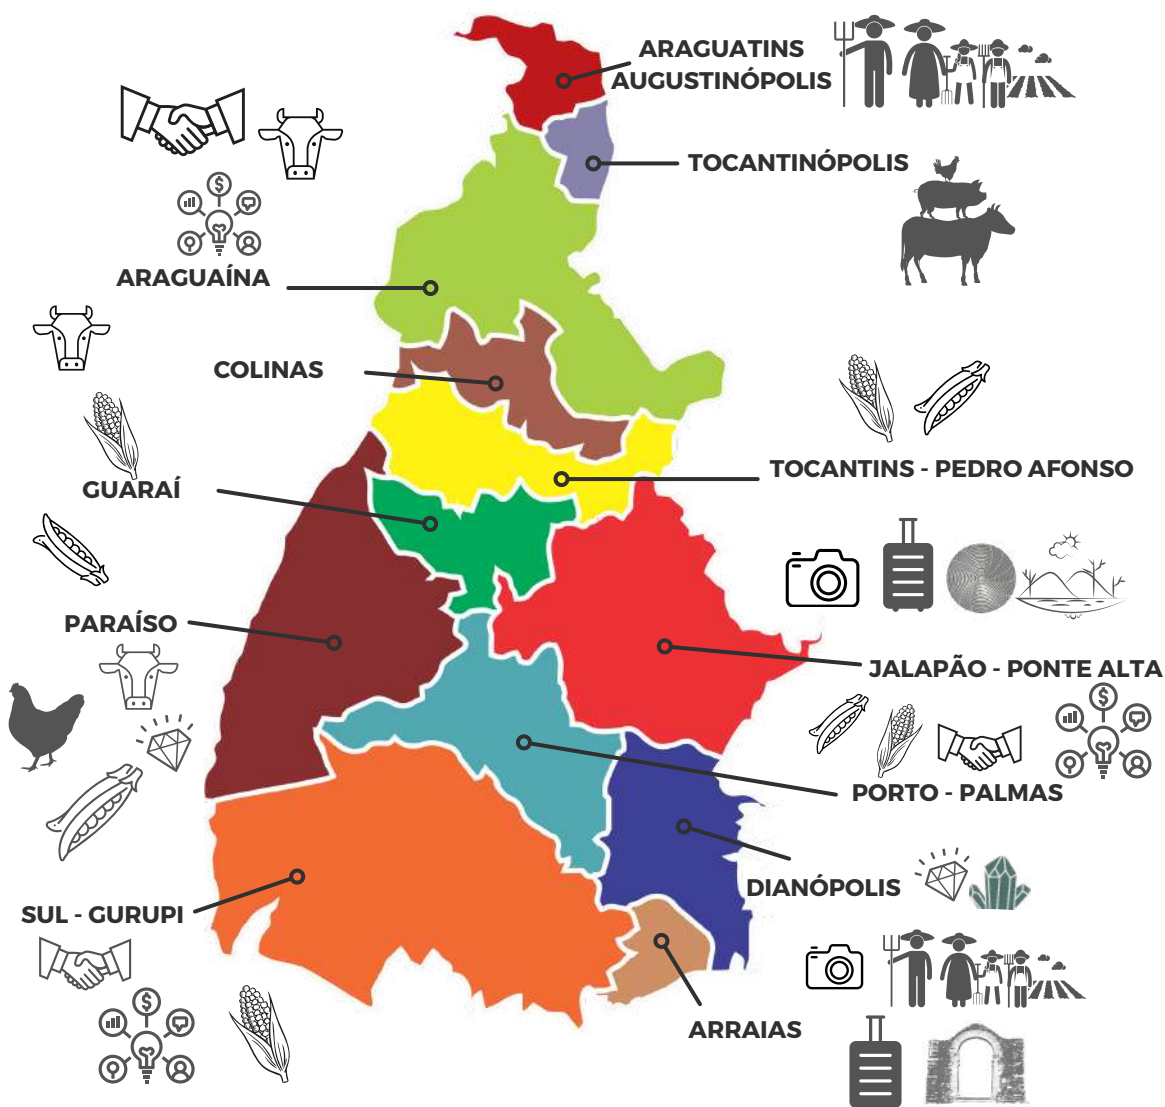 ARAGUATINS
AUGUSTINÓPOLIS
TOCANTINÓPOLIS
ARAGUAÍNA
COLINAS
TOCANTINS - PEDRO AFONSO
GUARAÍ
PARAÍSO
JALAPÃO - PONTE ALTA
PORTO - PALMAS
DIANÓPOLIS
SUL - GURUPI
ARRAIAS